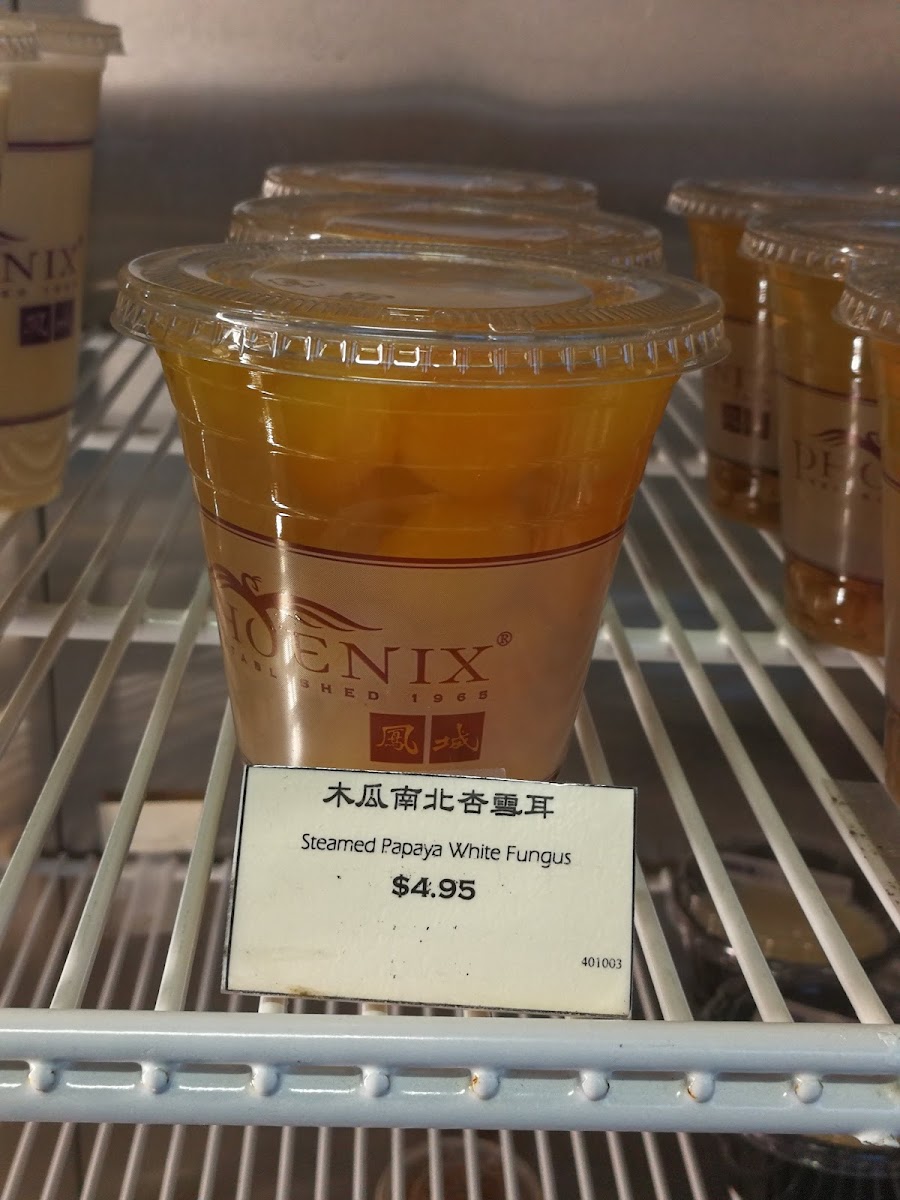 NIX
PHOENIX®
ESTABLISHED 1965
鳳城
木瓜南北杏雪耳
Steamed Papaya White Fungus
$4.95
401003